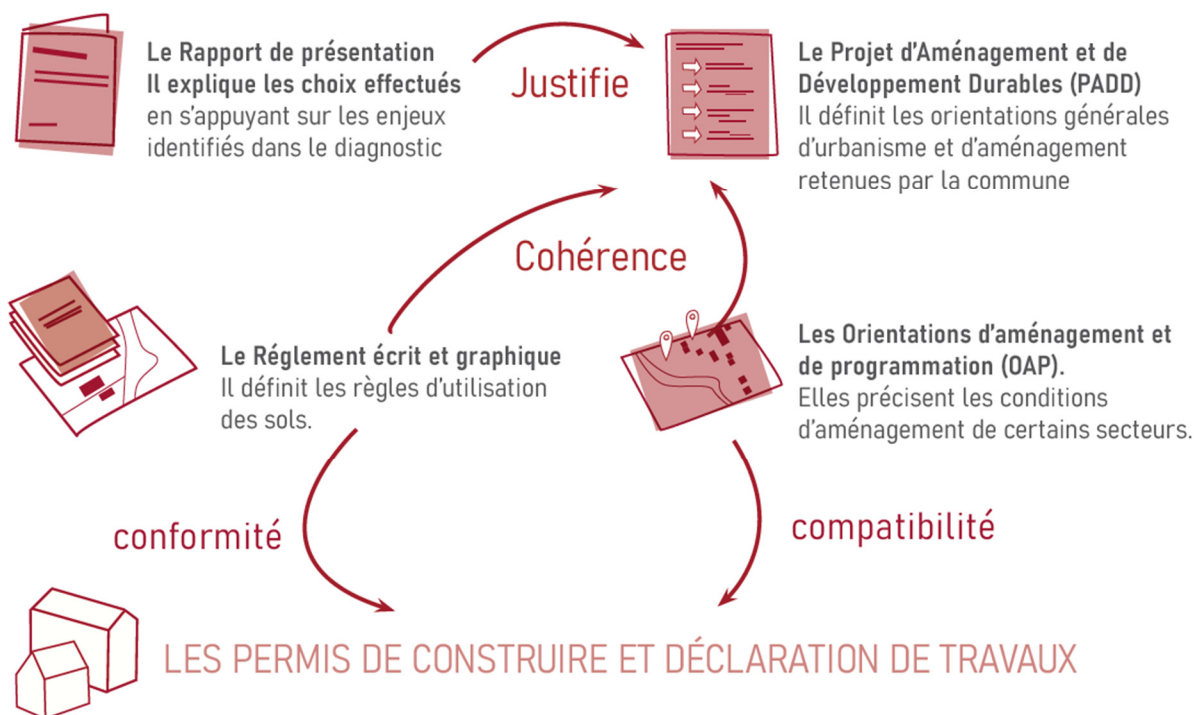 Le Rapport de présentation
Il explique les choix effectués
en s'appuyant sur les enjeux
identifiés dans le diagnostic
Justifie
Le Projet d'Aménagement et de
Développement Durables (PADD)
Il définit les orientations générales
d'urbanisme et d'aménagement
retenues par la commune
Cohérence
Le Réglement écrit et graphique
Il définit les règles d'utilisation
des sols.
Les Orientations d'aménagement et
de programmation (OAP).
Elles précisent les conditions
d'aménagement de certains secteurs.
conformité
compatibilité
LES PERMIS DE CONSTRUIRE ET DÉCLARATION DE TRAVAUX